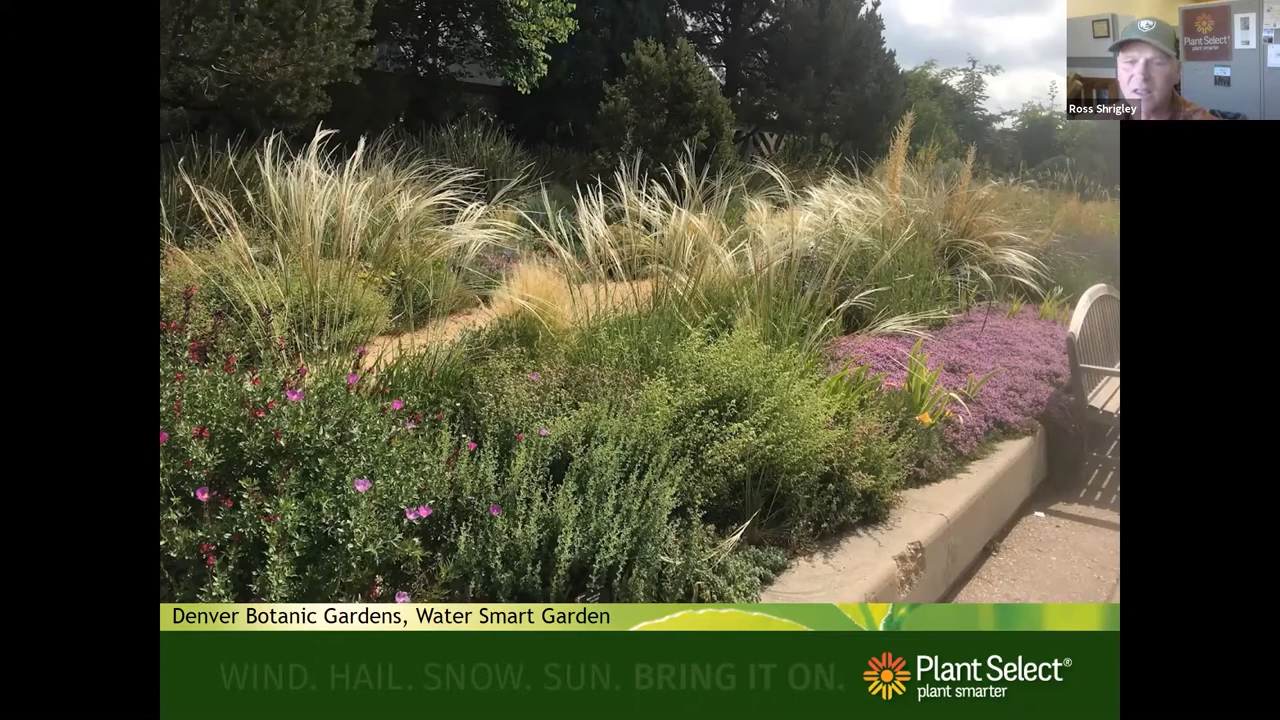 Plant Select®
plant smarter
Ross Shrigley
Denver Botanic Gardens, Water Smart Garden
WIND. HAIL. SNOW. SUN. BRING IT ON.
Plant Select®
plant smarter